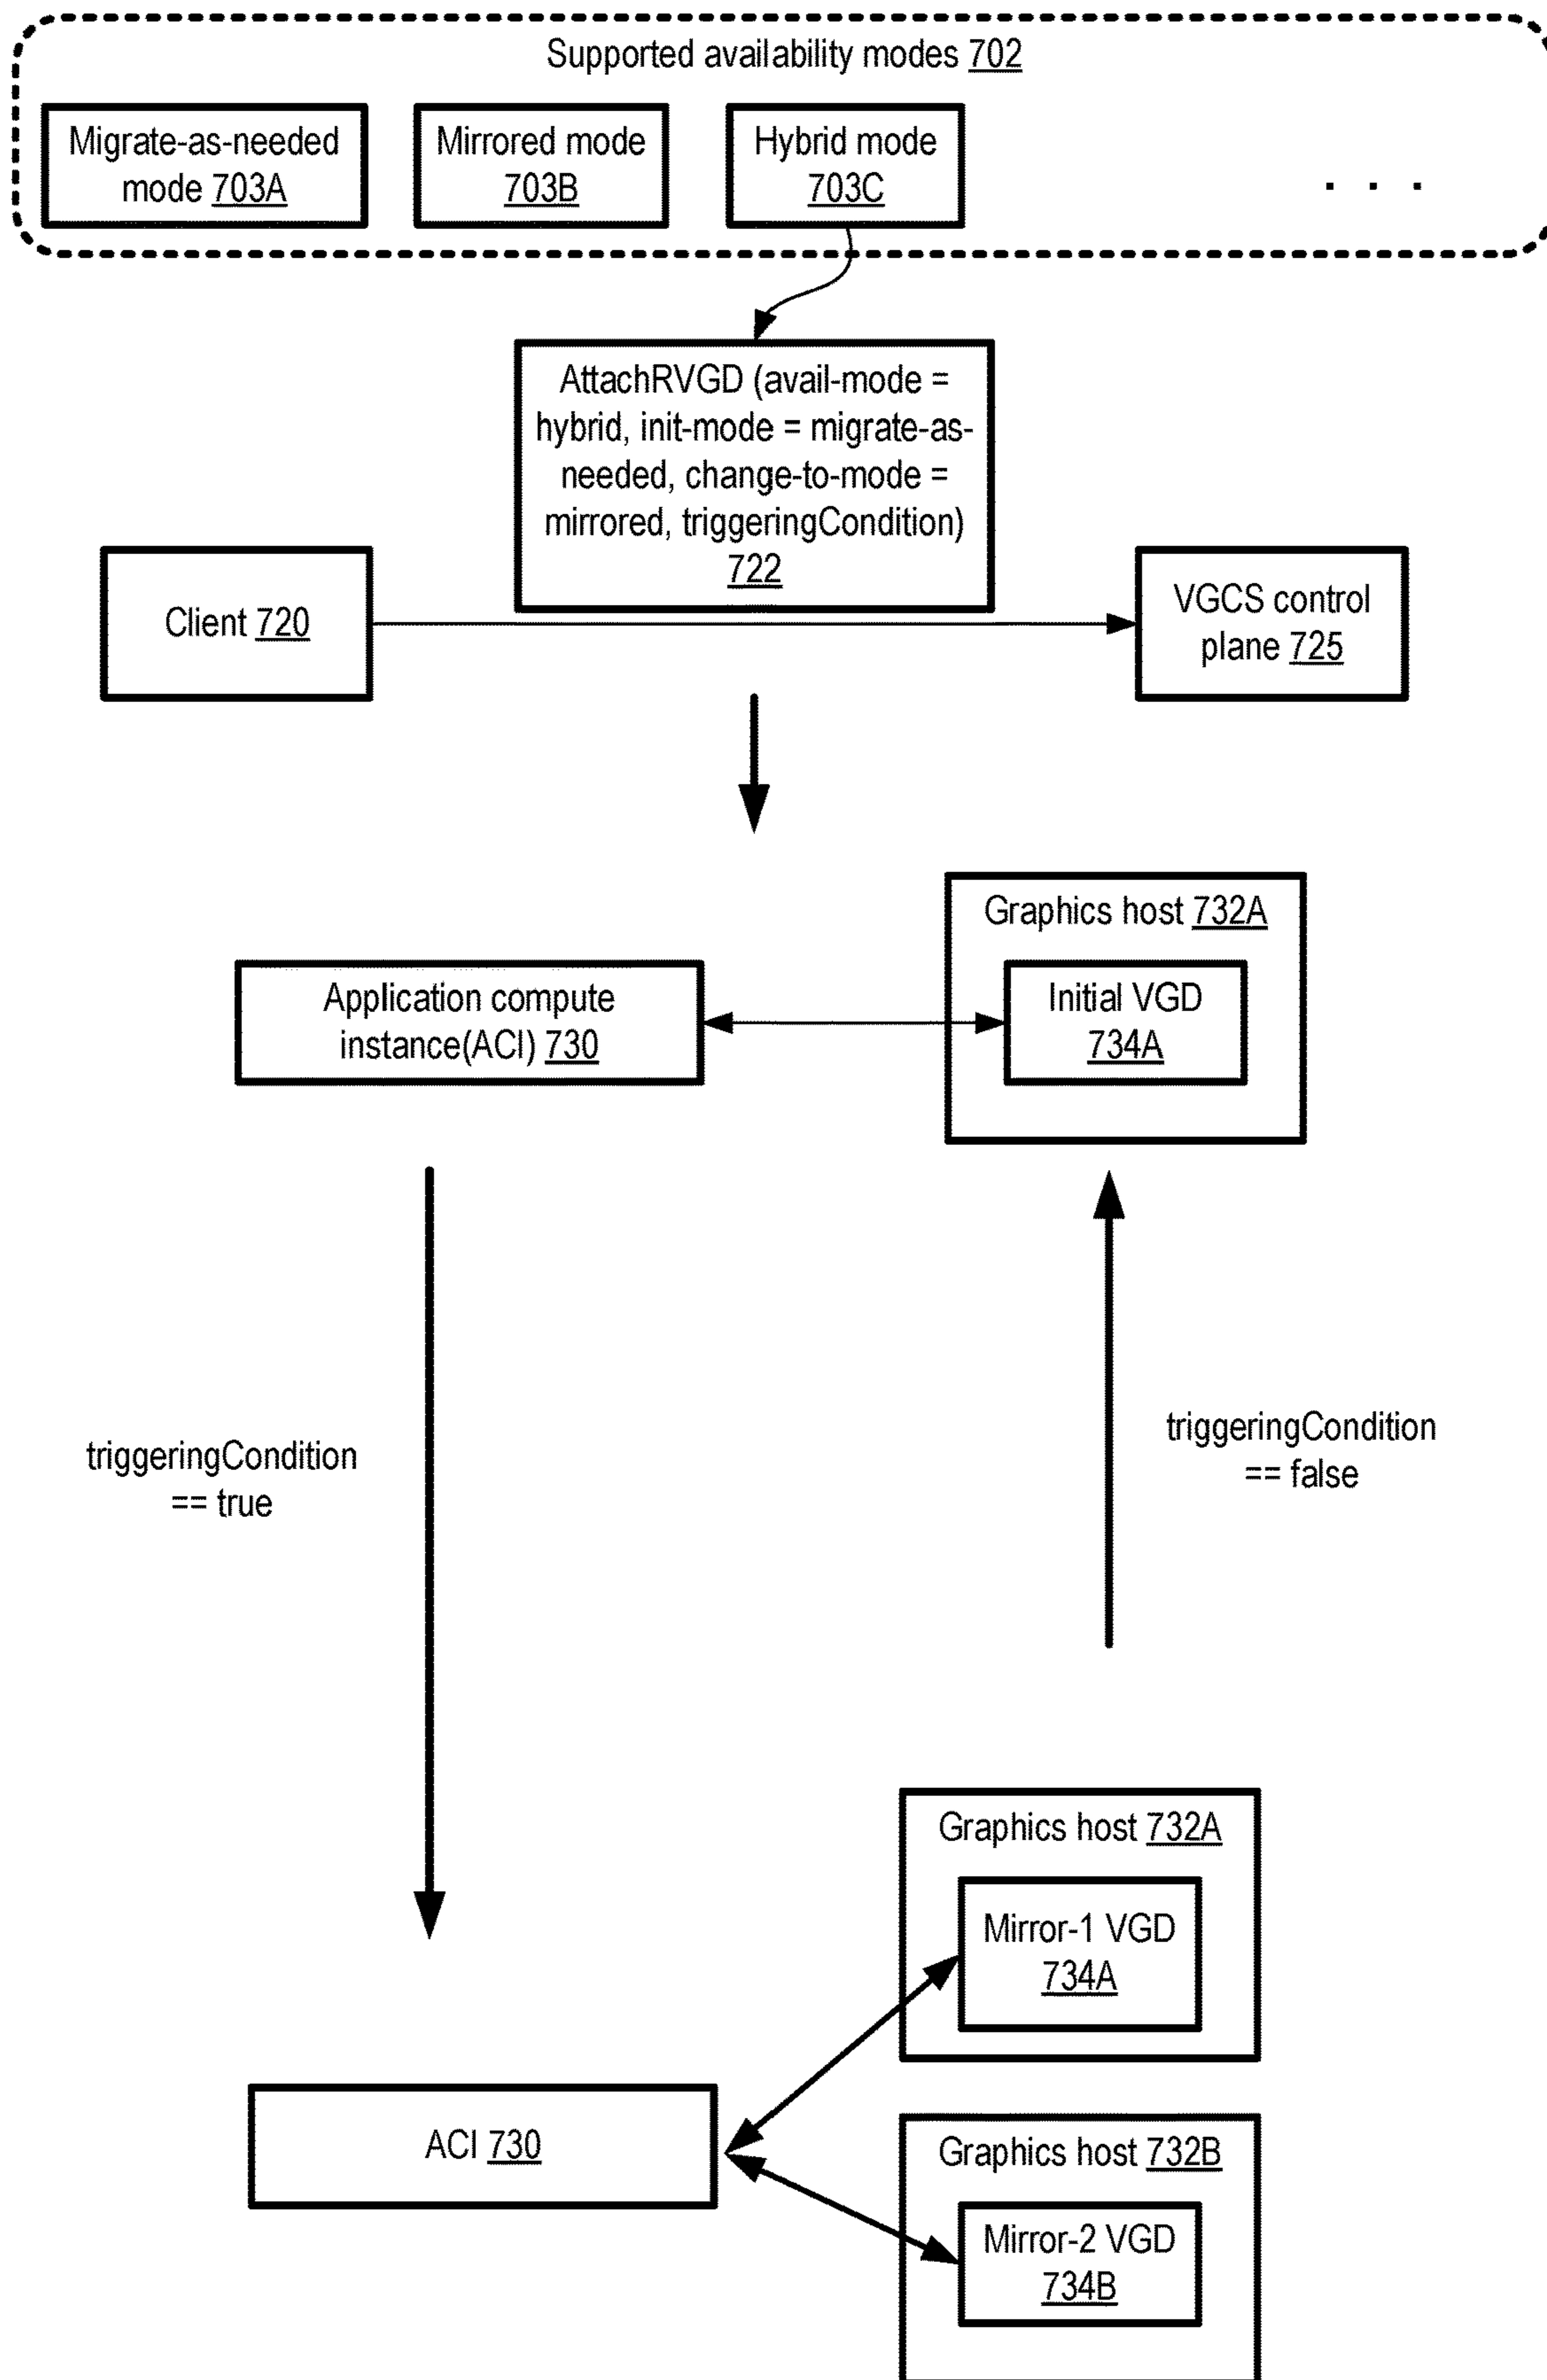 Supported availability modes 702
Migrate-as-needed
mode 703A
Mirrored mode
703B
Hybrid mode
703C
. . .
AttachRVGD (avail-mode =
hybrid, init-mode = migrate-as-
needed, change-to-mode =
mirrored, triggeringCondition)
722
Client 720
VGCS control
plane 725
Graphics host 732A
Application compute
instance(ACI) 730
Initial VGD
734A
triggeringCondition
== true
triggeringCondition
== false
Graphics host 732A
Mirror-1 VGD
734A
ACI 730
Graphics host 732B
Mirror-2 VGD
734B